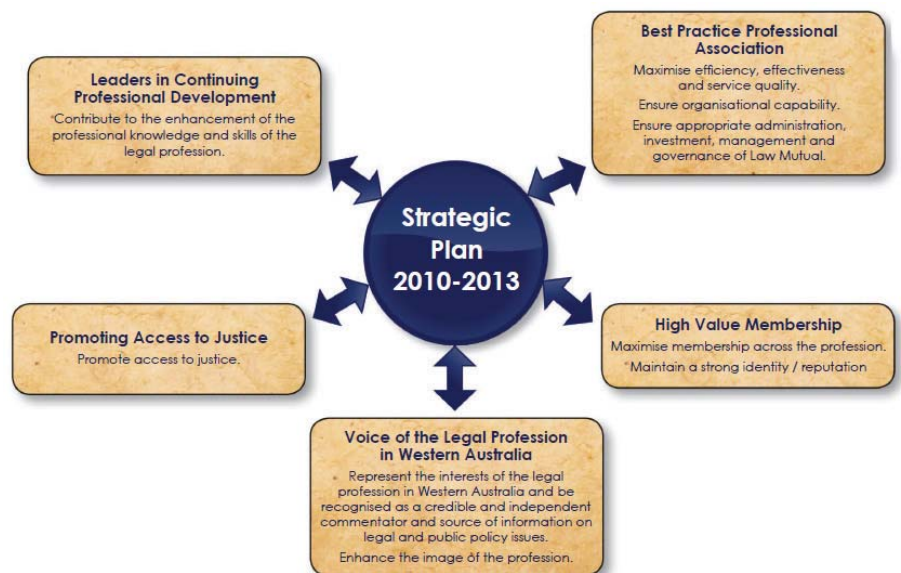 Leaders in Continuing
Professional Development
Contribute to the enhancement of the
professional knowledge and skills of the
legal profession.
Best Practice Professional
Association
Maximise efficiency, effectiveness
and service quality.
Ensure organisational capability.
Ensure appropriate administration,
investment, management and
governance of Law Mutual.
Strategic
Plan
2010-2013
Promoting Access to Justice
Promote access to justice.
High Value Membership
Maximise membership across the profession.
Maintain a strong identity / reputation
Voice of the Legal Profession
in Western Australia
Represent the interests of the legal
profession in Western Australia and be
recognised as a credible and independent
commentator and source of information on
legal and public policy issues.
Enhance the image of the profession.